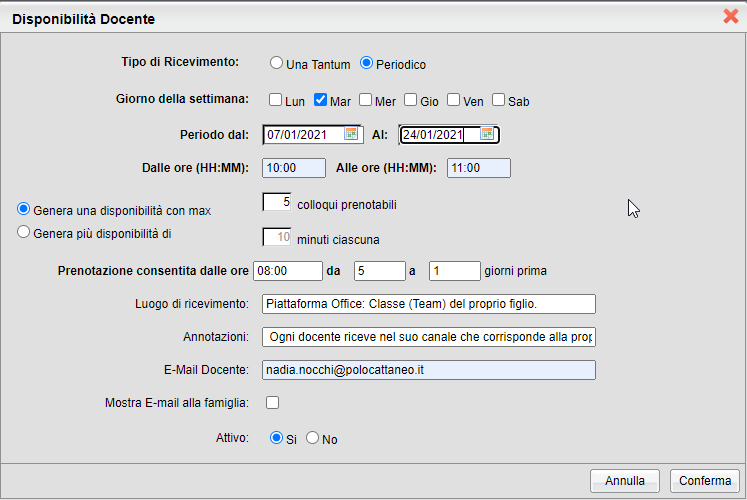 Disponibilità Docente
Tipo di Ricevimento: Una Tantum Periodico
Giorno della settimana: Lun Mar Mer Gio Ven Sab
Periodo dal: 07/01/2021 Al: 24/01/2021
Dalle ore (HH:MM): 10:00 Alle ore (HH:MM): 11:00
Genera una disponibilità con max 5 colloqui prenotabili
Genera più disponibilità di 10 minuti ciascuna
Prenotazione consentita dalle ore 08:00 da 5 a 1 giorni prima
Luogo di ricevimento: Piattaforma Office: Classe (Team) del proprio figlio.
Annotazioni: Ogni docente riceve nel suo canale che corrisponde alla prop
E-Mail Docente: nadia.nocchi@polocattaneo.it
Mostra E-mail alla famiglia:
Attivo: Si No
Annulla Conferma